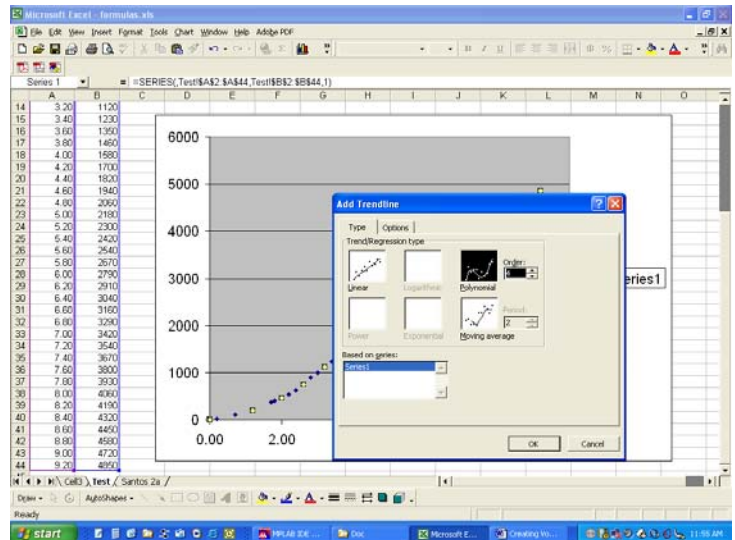 Microsoft Excel - formulas.xls
File Edit View Insert Format Tools Chart Window Help Adobe PDF
Series 1 = =SERIES(,Test!$A$2:$A$44,Test!$B$2:$B$44,1)
A B C D E F G H I J K L M N O
14 3.20 1120
15 3.40 1230
16 3.60 1350
17 3.80 1460
18 4.00 1580
19 4.20 1700
20 4.40 1820
21 4.60 1940
22 4.80 2060
23 5.00 2180
24 5.20 2300
25 5.40 2420
26 5.60 2540
27 5.80 2670
28 6.00 2790
29 6.20 2910
30 6.40 3040
31 6.60 3160
32 6.80 3290
33 7.00 3420
34 7.20 3540
35 7.40 3670
36 7.60 3800
37 7.80 3930
38 8.00 4060
39 8.20 4190
40 8.40 4320
41 8.60 4450
42 8.80 4580
43 9.00 4720
44 9.20 4850
6000
5000
4000
3000
2000
1000
0
0.00 2.00
eries1
Add Trendline
Type Options
Trend/Regression type
Linear Logarithmic Polynomial
Order:
4
Power Exponential Moving average
Period:
2
Based on series:
Series1
OK Cancel
Cell3 Test Santos 2a
Draw AutoShapes
Ready
start MPLAB IDE ... Doc Microsoft E... Creating Vo... 11:55 AM